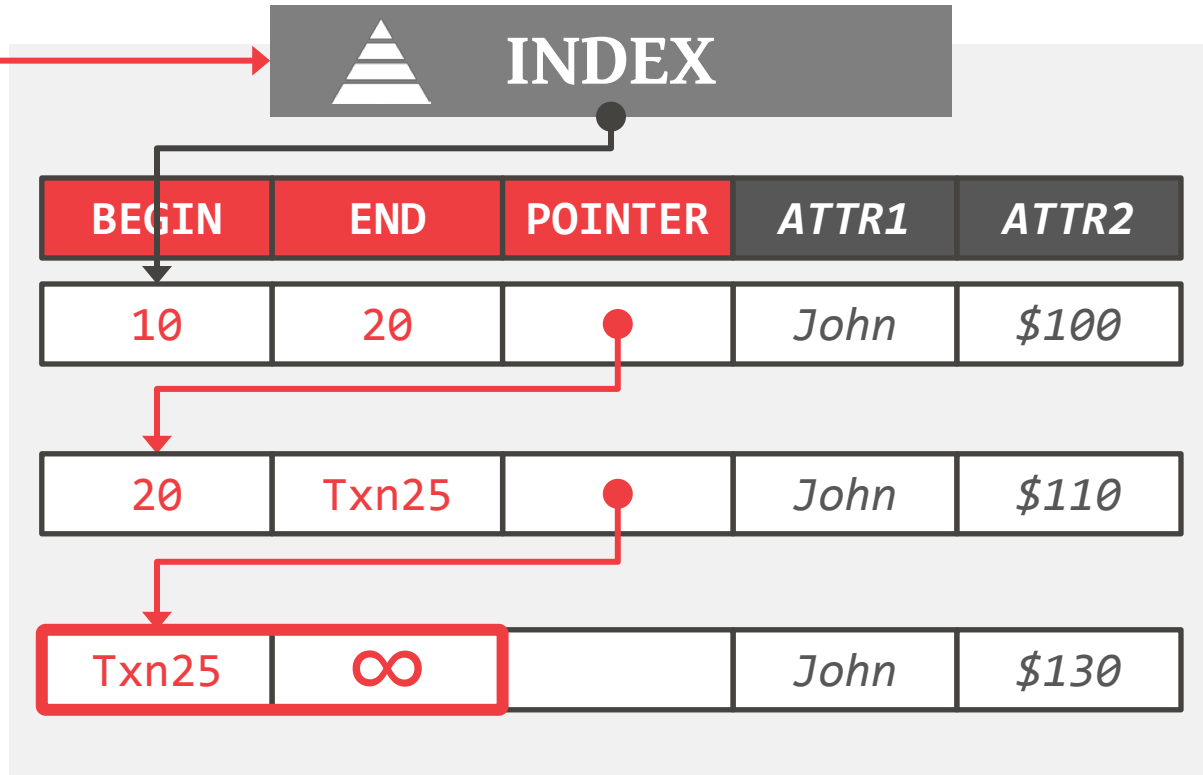 INDEX
BEGIN END POINTER ATTR1 ATTR2
10 20 John $100
20 Txn25 John $110
Txn25 ∞ John $130